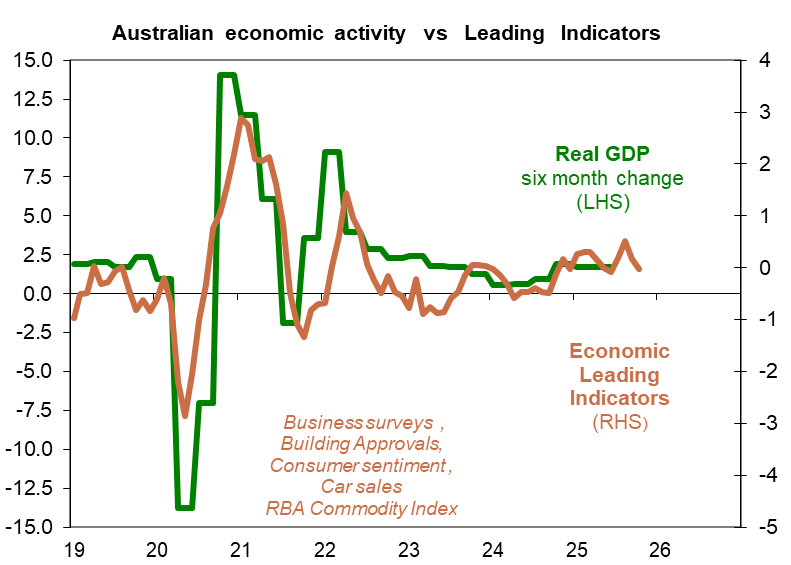 Australian economic activity vs Leading Indicators
15.0
12.5
10.0
7.5
5.0
2.5
0.0
-2.5
-5.0
-7.5
-10.0
-12.5
-15.0
4
3
2
1
0
-1
-2
-3
-4
-5
Real GDP
six month change
(LHS)
Economic
Leading
Indicators
(RHS)
Business surveys ,
Building Approvals,
Consumer sentiment ,
Car sales
RBA Commodity Index
19 20 21 22 23 24 25 26